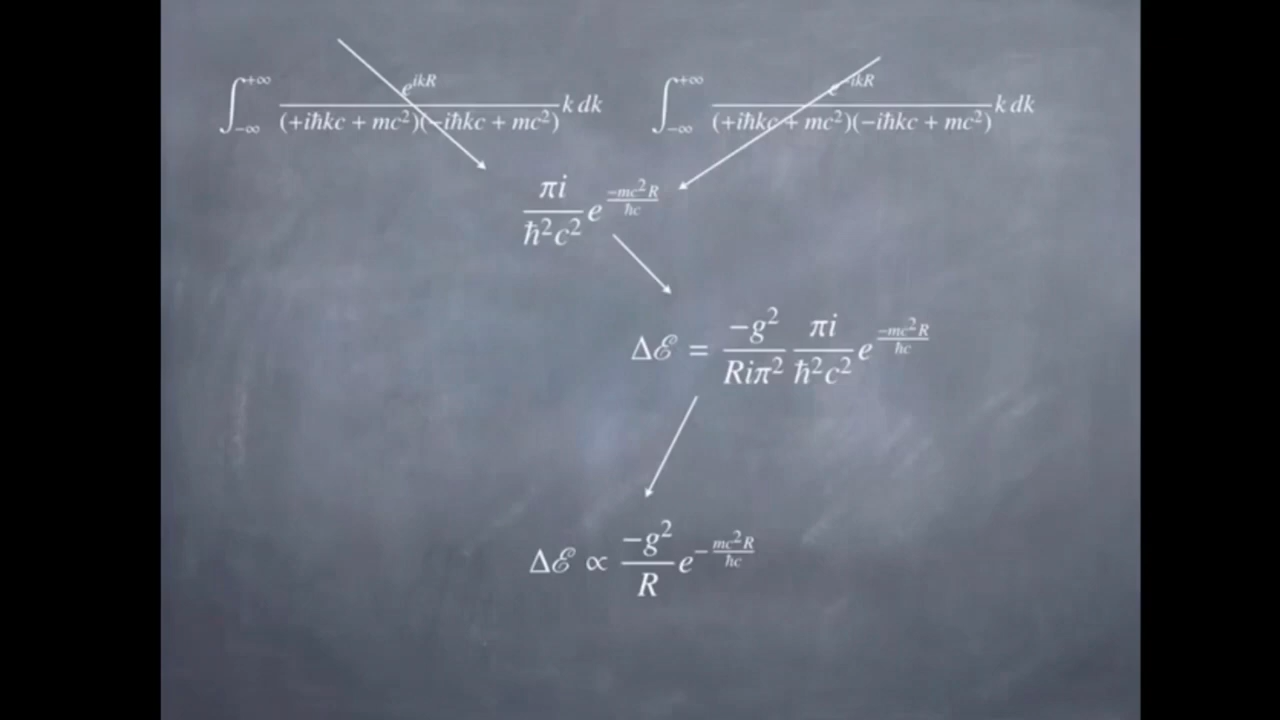 ∫₋∞⁺∞ e^{ikR} / ((+iħkc + mc²)(−iħkc + mc²)) k dk    ∫₋∞⁺∞ e^{−ikR} / ((+iħkc + mc²)(−iħkc + mc²)) k dk
πi / ħ²c² e^{−mc²R / ħc}
Δℰ = −g² / Riπ² πi / ħ²c² e^{−mc²R / ħc}
Δℰ ∝ −g² / R e^{− mc²R / ħc}